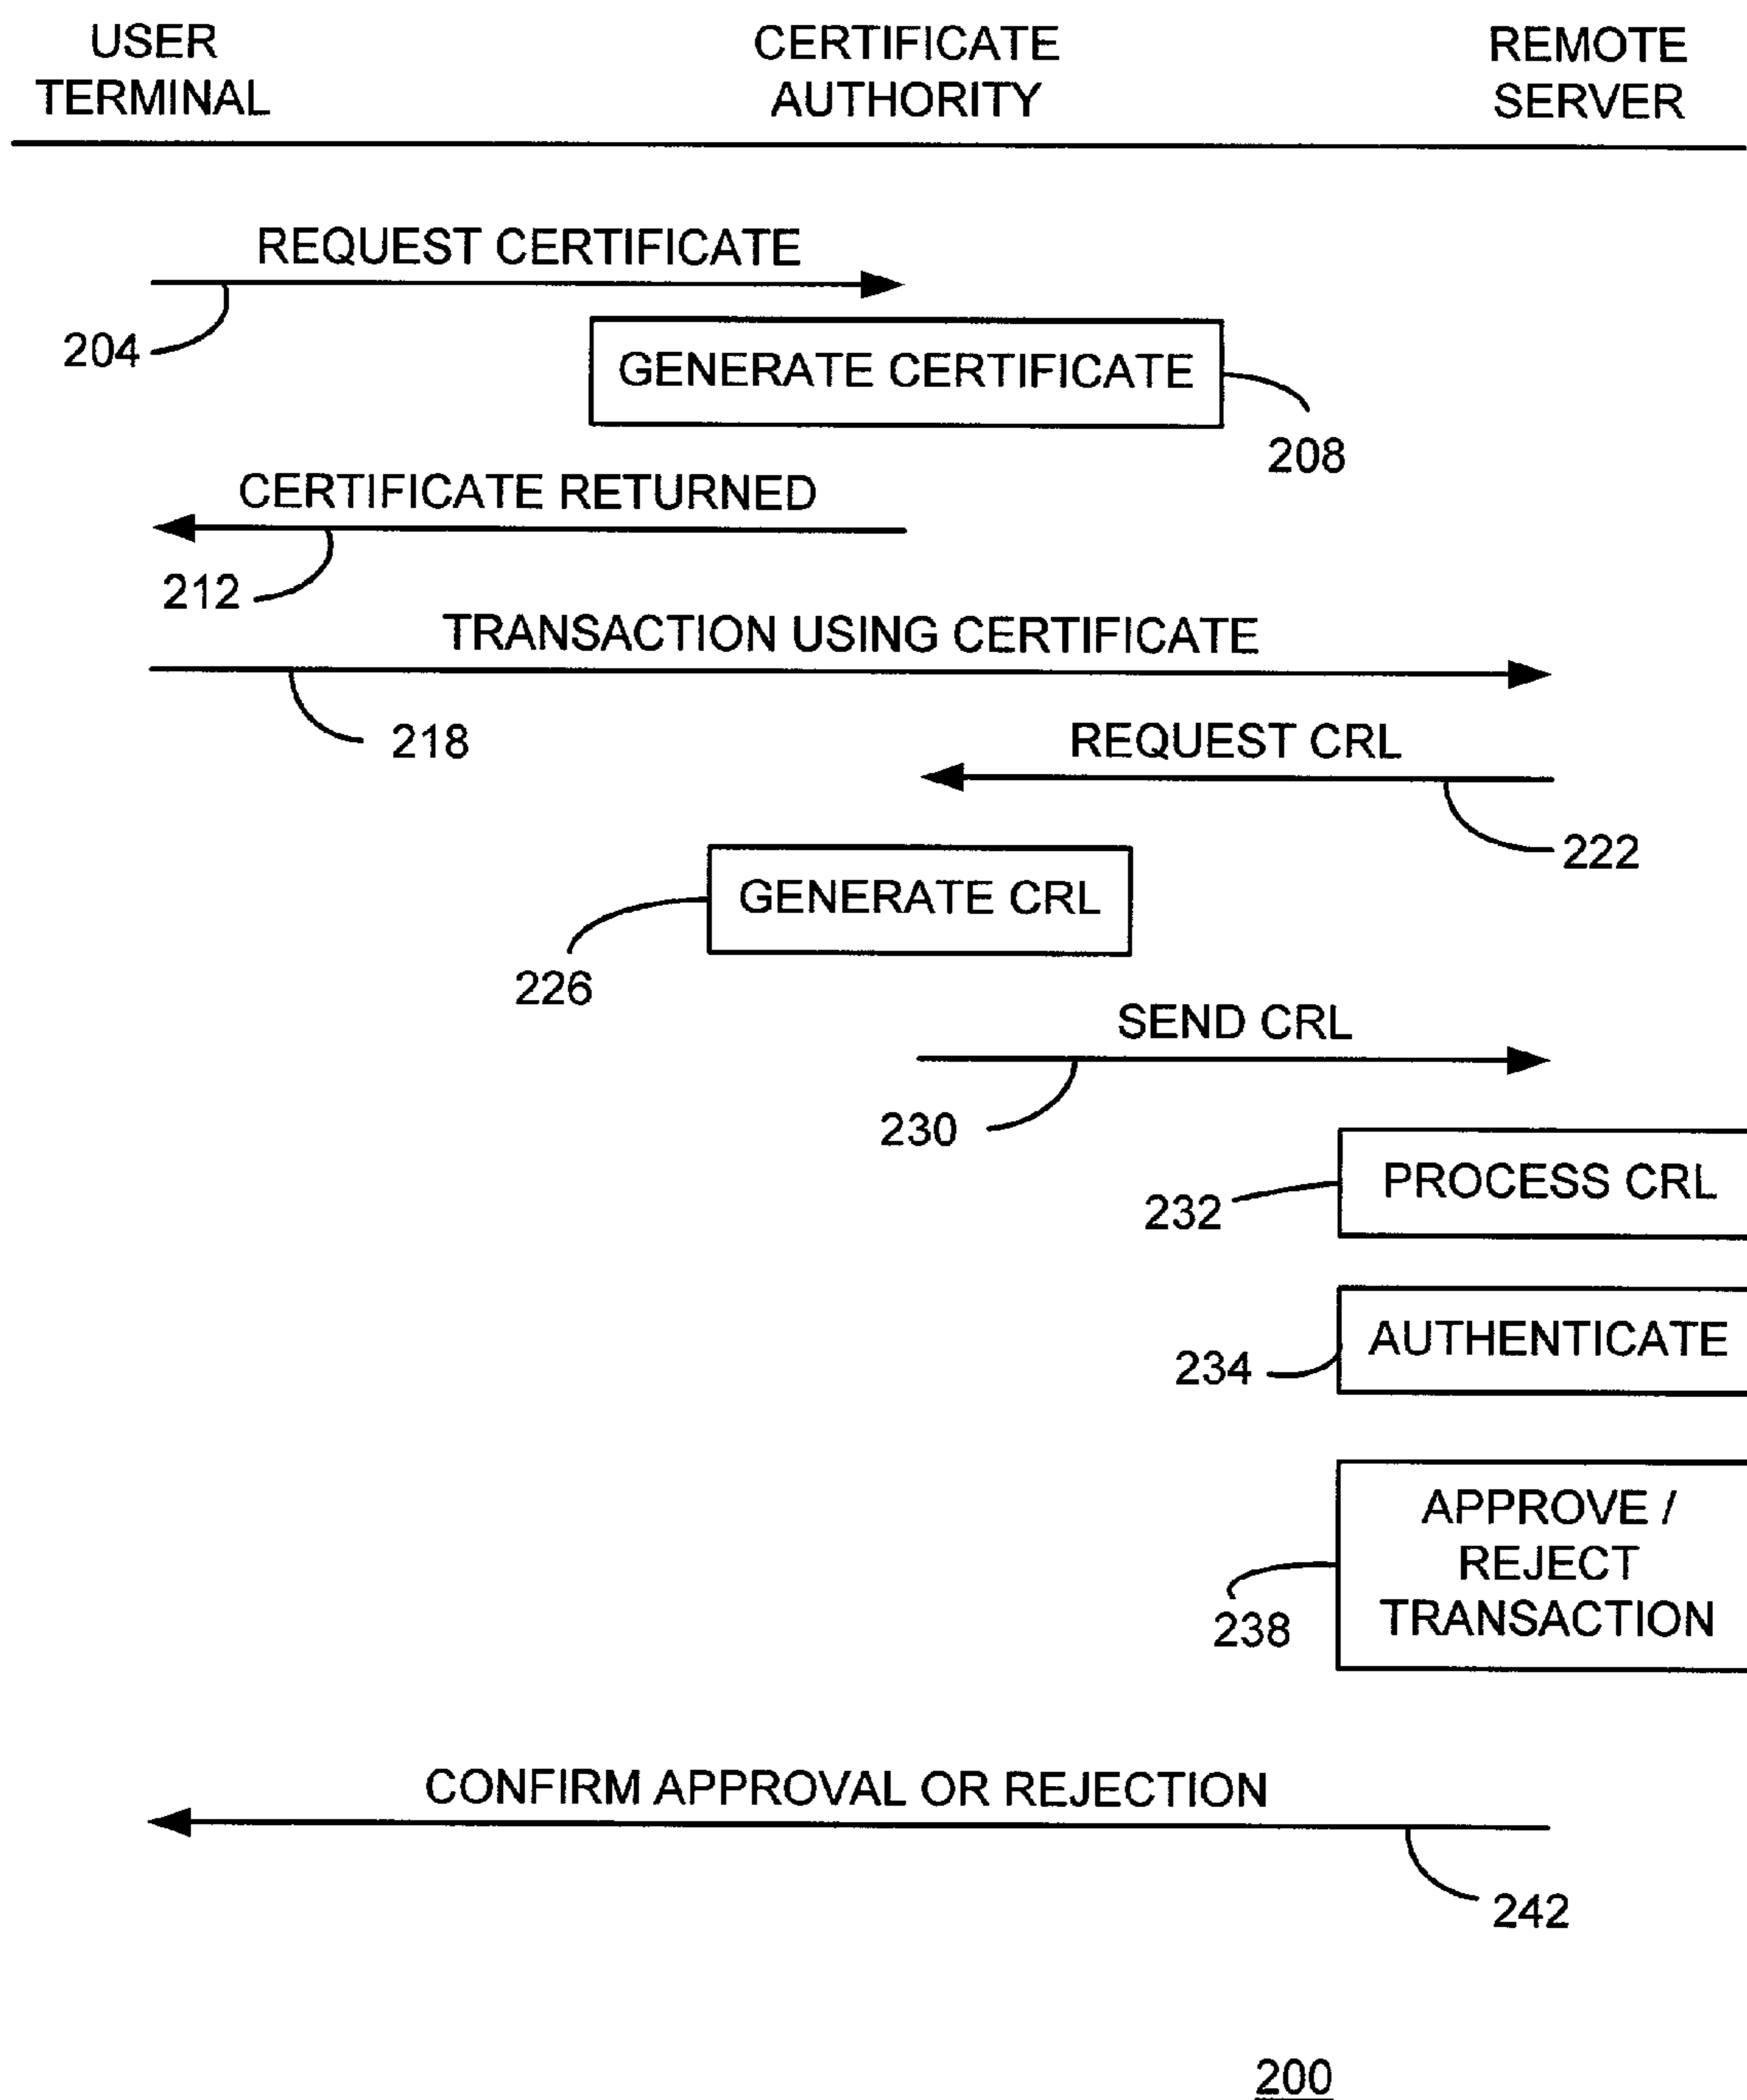 USER
TERMINAL
CERTIFICATE
AUTHORITY
REMOTE
SERVER
REQUEST CERTIFICATE
204
GENERATE CERTIFICATE
208
CERTIFICATE RETURNED
212
TRANSACTION USING CERTIFICATE
218
REQUEST CRL
222
GENERATE CRL
226
SEND CRL
230
PROCESS CRL
232
AUTHENTICATE
234
APPROVE /
REJECT
TRANSACTION
238
CONFIRM APPROVAL OR REJECTION
242
200